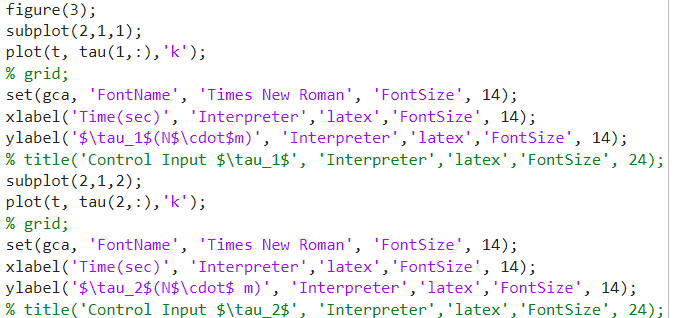 figure(3);
subplot(2,1,1);
plot(t, tau(1,:),'k');
% grid;
set(gca, 'FontName', 'Times New Roman', 'FontSize', 14);
xlabel('Time(sec)', 'Interpreter','latex','FontSize', 14);
ylabel('$\tau_1$(N$\cdot$m)', 'Interpreter','latex','FontSize', 14);
% title('Control Input $\tau_1$', 'Interpreter','latex','FontSize', 24);
subplot(2,1,2);
plot(t, tau(2,:),'k');
% grid;
set(gca, 'FontName', 'Times New Roman', 'FontSize', 14);
xlabel('Time(sec)', 'Interpreter','latex','FontSize', 14);
ylabel('$\tau_2$(N$\cdot$ m)', 'Interpreter','latex','FontSize', 14);
% title('Control Input $\tau_2$', 'Interpreter','latex','FontSize', 24);